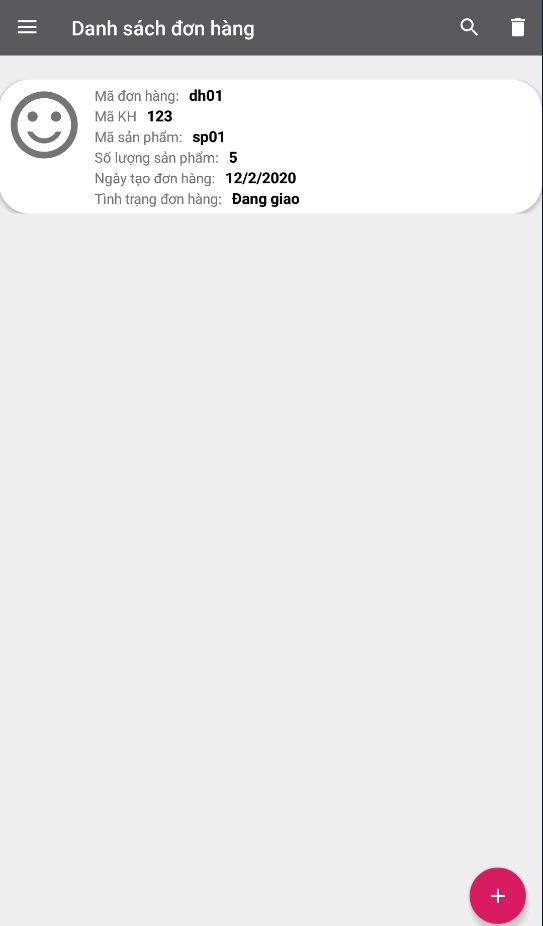 Danh sách đơn hàng
Mã đơn hàng: dh01
Mã KH 123
Mã sản phẩm: sp01
Số lượng sản phẩm: 5
Ngày tạo đơn hàng: 12/2/2020
Tình trạng đơn hàng: Đang giao